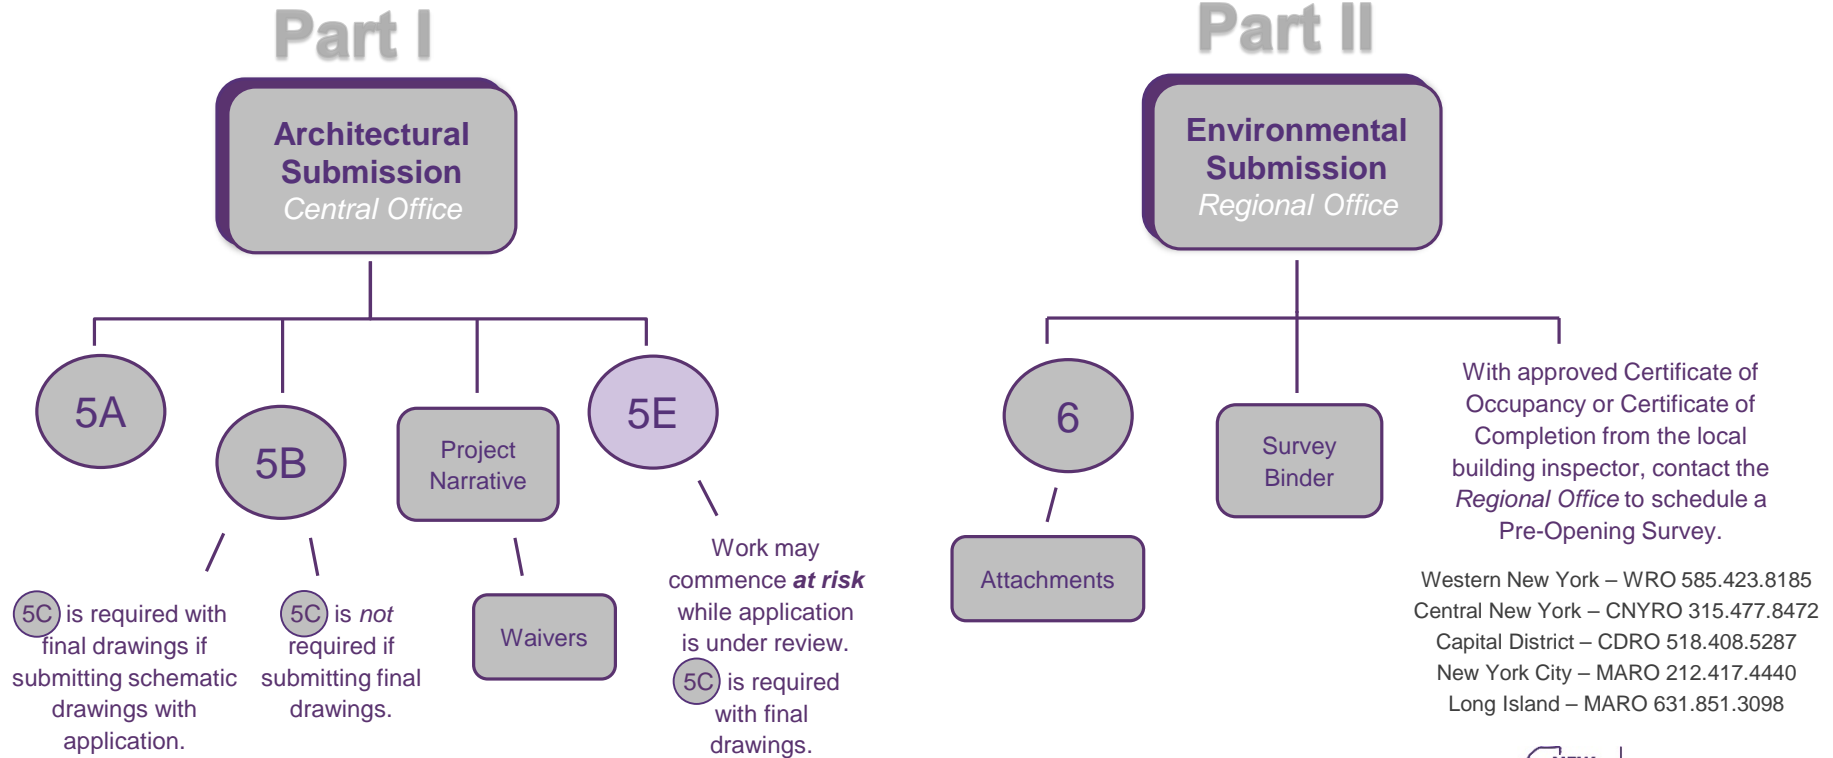 Part I
Architectural
Submission
Central Office
5A
5B
Project
Narrative
5E
5C is required with
final drawings if
submitting schematic
drawings with
application.
5C is not
required if
submitting final
drawings.
Waivers
Work may
commence at risk
while application
is under review.
5C is required
with final
drawings.
Part II
Environmental
Submission
Regional Office
6
Attachments
Survey
Binder
With approved Certificate of
Occupancy or Certificate of
Completion from the local
building inspector, contact the
Regional Office to schedule a
Pre-Opening Survey.
Western New York – WRO 585.423.8185
Central New York – CNYRO 315.477.8472
Capital District – CDRO 518.408.5287
New York City – MARO 212.417.4440
Long Island – MARO 631.851.3098